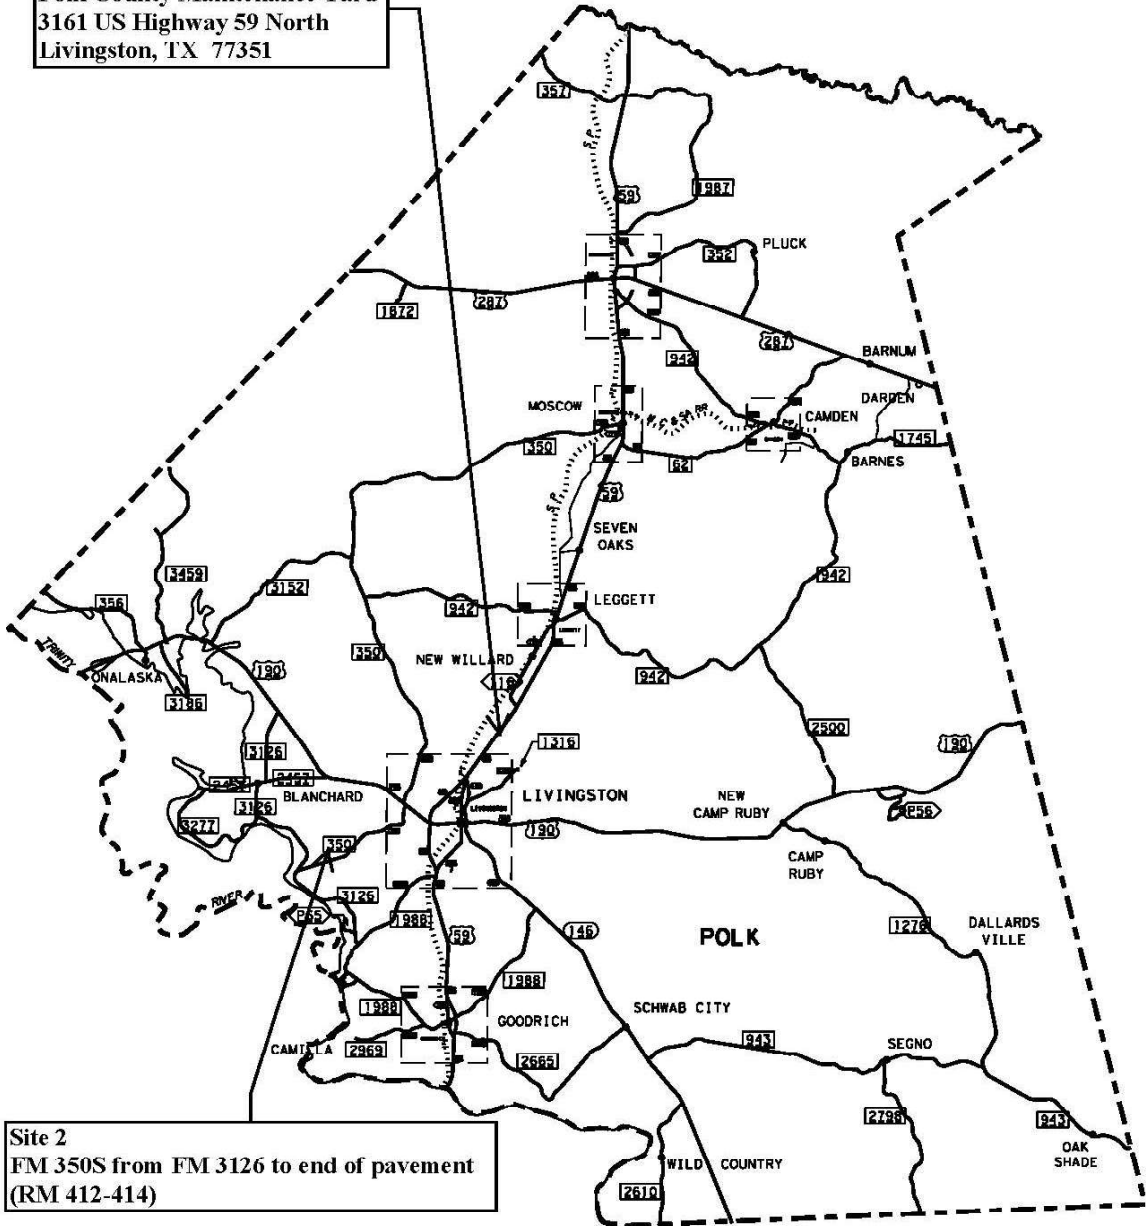 3161 US Highway 59 North
Livingston, TX 77351
357
S.P.
59
1987
PLUCK
352
1872
287
287
942
BARNUM
DARDEN
MOSCOW
CAMDEN
350
62
1745
BARNES
59
S.P.
SEVEN
OAKS
3459
3152
942
942
356
LEGGETT
TRINITY
350
NEW WILLARD
ONALASKA
190
942
3186
116
2500
3126
1316
190
2457
BLANCHARD
LIVINGSTON
NEW
CAMP RUBY
P56
3126
3277
190
350
CAMP
RUBY
3126
RIVER
P65
1988
59
146
POLK
1276
DALLARDS
VILLE
1988
1988
SCHWAB CITY
GOODRICH
CAMILLA
2969
2665
943
SEGNO
2798
943
OAK
SHADE
WILD COUNTRY
2610
Site 2
FM 350S from FM 3126 to end of pavement
(RM 412-414)